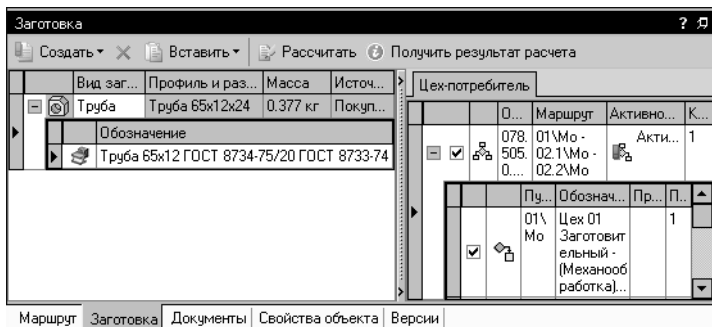 Заготовка
Создать Вставить Рассчитать Получить результат расчета
Вид заг... Профиль и раз... Масса Источ...
Труба Труба 65x12x24 0.377 кг Покуп...
Обозначение
Труба 65x12 ГОСТ 8734-75/20 ГОСТ 8733-74
Цех-потребитель
О... Маршрут Активно... К...
078. 01\Мо - Акти... 1
505. 02.1\Мо -
0.... 02.2\Мо
Пу... Обознач... Пр... П...
01\ Цех 01 1
Мо Заготовит
ельный -
(Механооб
работка)...
Маршрут Заготовка Документы Свойства объекта Версии